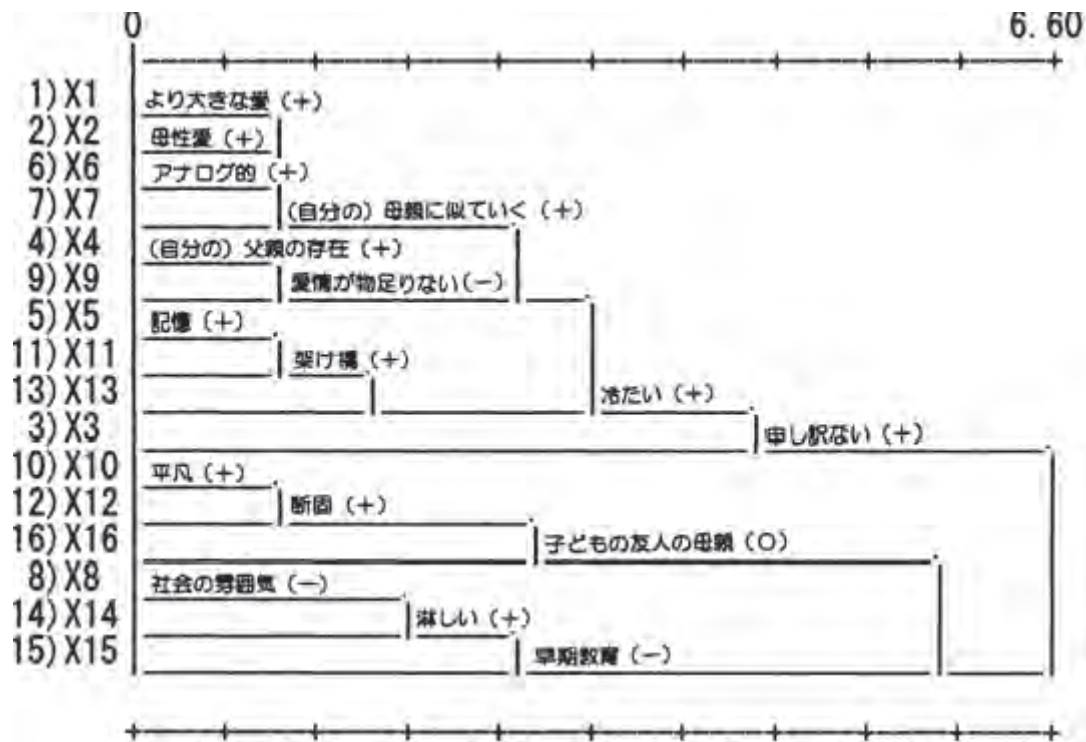 0 6.60
1) X1 より大きな愛 (+)
2) X2 母性愛 (+)
6) X6 アナログ的 (+)
7) X7 (自分の) 母親に似ていく (+)
4) X4 (自分の) 父親の存在 (+)
9) X9 愛情が物足りない (−)
5) X5 記憶 (+)
11) X11 架け橋 (+)
13) X13 冷たい (+)
3) X3 申し訳ない (+)
10) X10 平凡 (+)
12) X12 断固 (+)
16) X16 子どもの友人の母親 (○)
8) X8 社会の雰囲気 (−)
14) X14 淋しい (+)
15) X15 早期教育 (−)